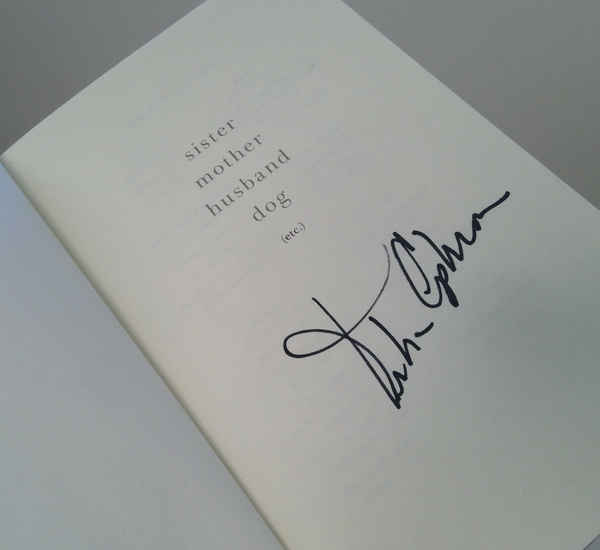 sister
mother
husband
dog
(etc.)